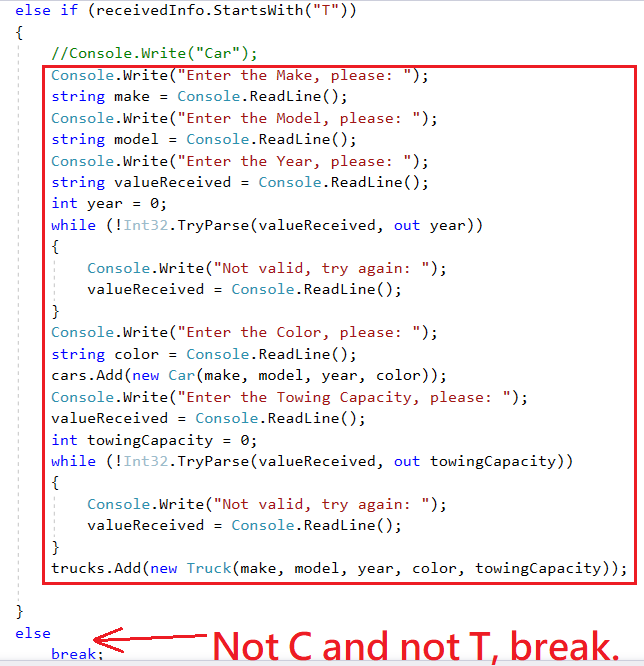 else if (receivedInfo.StartsWith("T"))
{
//Console.Write("Car");
Console.Write("Enter the Make, please: ");
string make = Console.ReadLine();
Console.Write("Enter the Model, please: ");
string model = Console.ReadLine();
Console.Write("Enter the Year, please: ");
string valueReceived = Console.ReadLine();
int year = 0;
while (!Int32.TryParse(valueReceived, out year))
{
Console.Write("Not valid, try again: ");
valueReceived = Console.ReadLine();
}
Console.Write("Enter the Color, please: ");
string color = Console.ReadLine();
cars.Add(new Car(make, model, year, color));
Console.Write("Enter the Towing Capacity, please: ");
valueReceived = Console.ReadLine();
int towingCapacity = 0;
while (!Int32.TryParse(valueReceived, out towingCapacity))
{
Console.Write("Not valid, try again: ");
valueReceived = Console.ReadLine();
}
trucks.Add(new Truck(make, model, year, color, towingCapacity));
}
else
Not C and not T, break.
break;